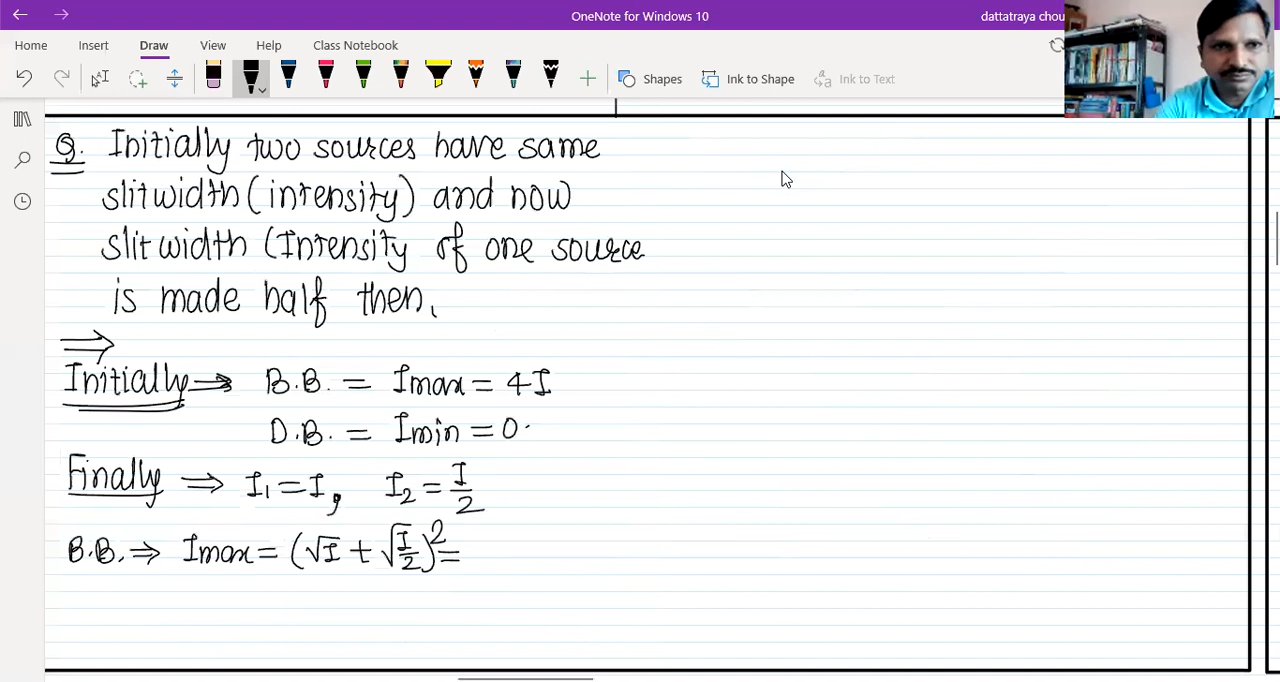 OneNote for Windows 10
dattatraya chou
Home Insert Draw View Help Class Notebook
Shapes Ink to Shape Ink to Text
Q. Initially two sources have same
slitwidth (intensity) and now
slit width (Intensity of one source
is made half then,
⇒
Initially → B.B. = Imax = 4I
D.B. = Imin = 0.
Finally ⇒ I₁ = I, I₂ = I/2
B.B. ⇒ Imax = (√I + √(I/2))² =